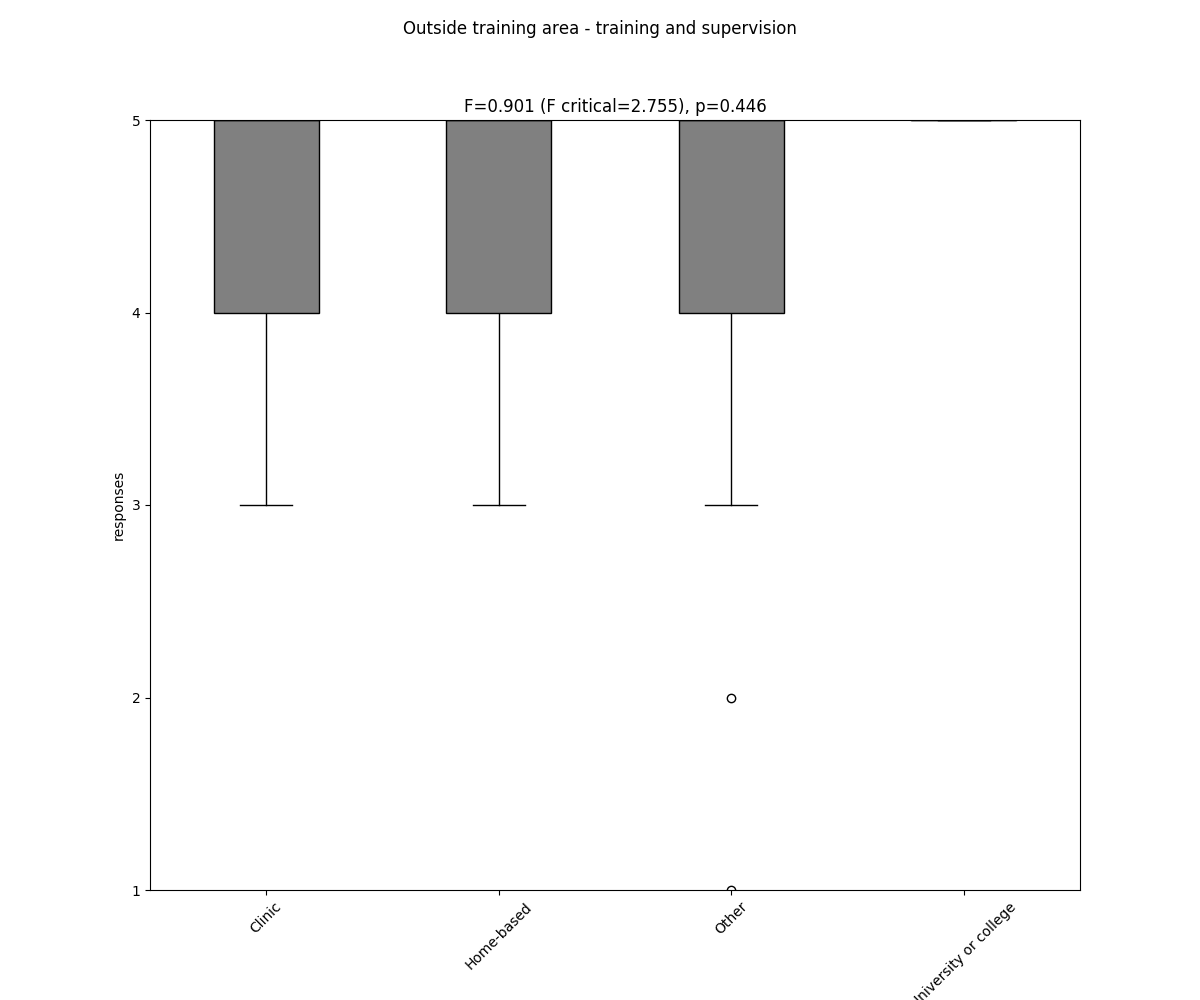 Outside training area - training and supervision
F=0.901 (F critical=2.755), p=0.446
5
4
3
2
1
responses
Clinic
Home-based
Other
University or college